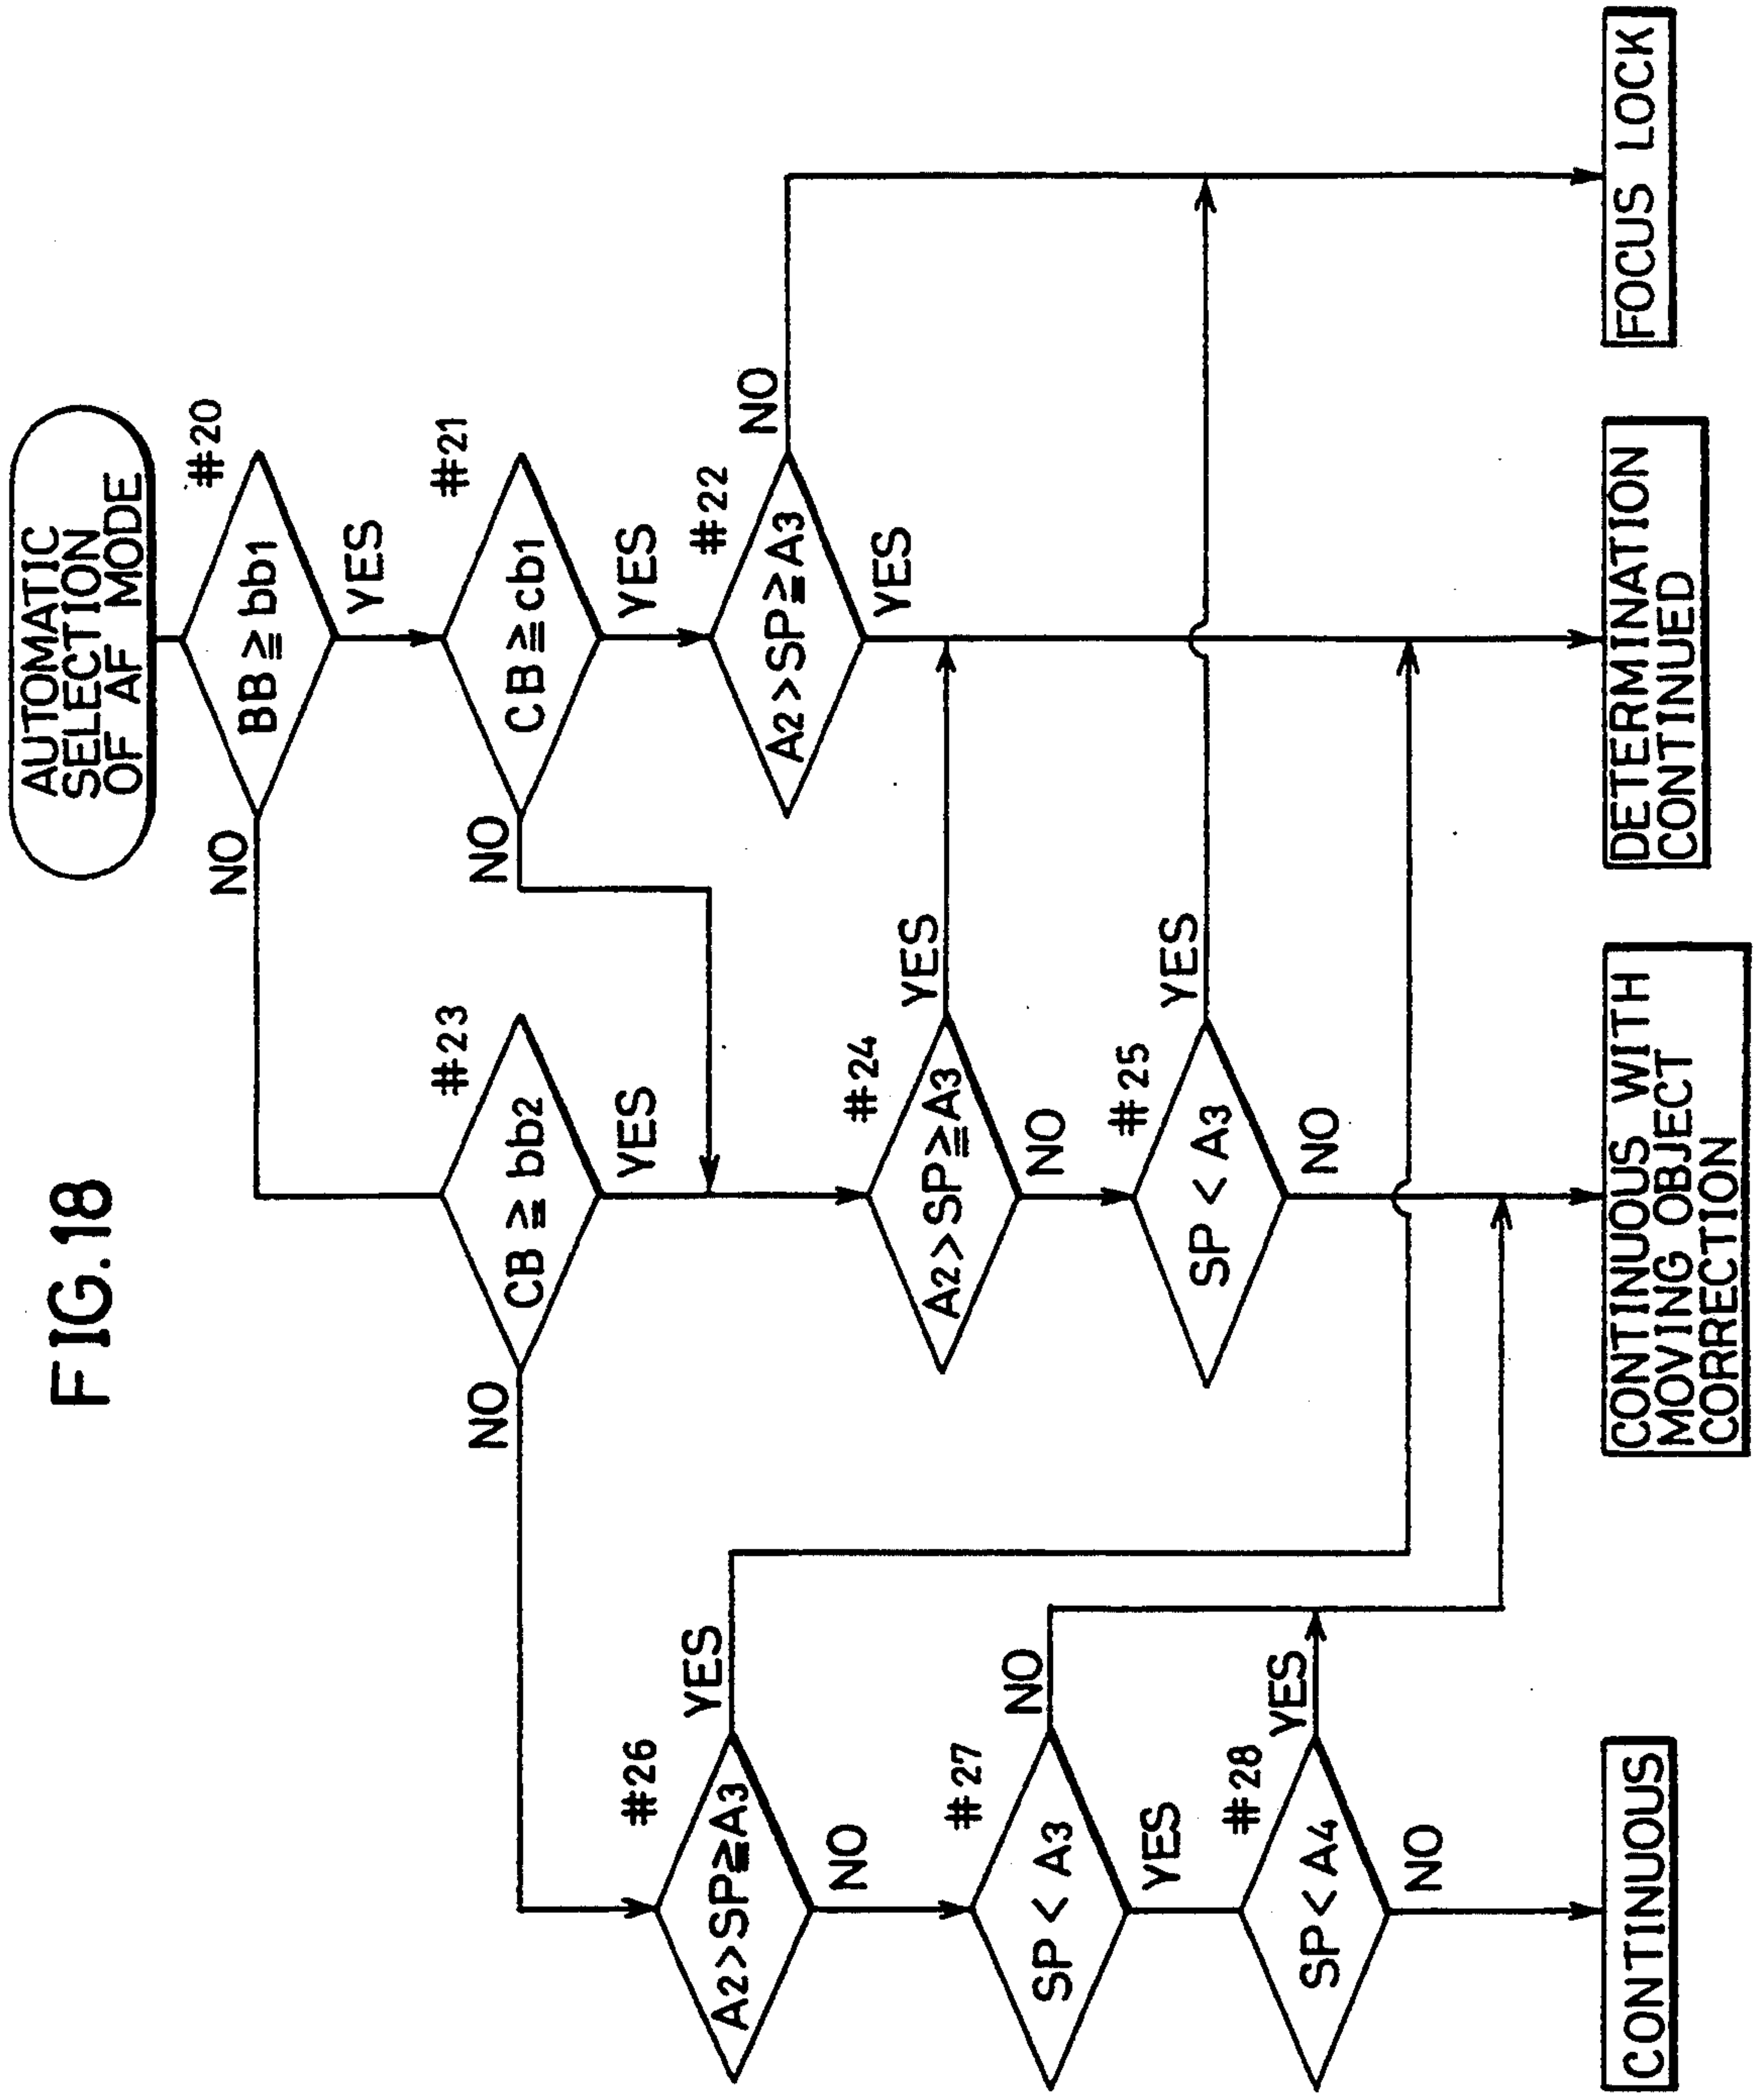 FIG.18
AUTOMATIC
SELECTION
OF AF MODE
#20
BB ≧ bb1
NO
YES
#21
CB ≧ cb1
NO
YES
#22
A2>SP≧A3
NO
YES
#23
CB ≧ bb2
NO
YES
#24
A2>SP≧A3
YES
NO
#25
SP < A3
YES
NO
#26
A2>SP≧A3
YES
NO
#27
SP < A3
NO
YES
#28
SP < A4
YES
NO
CONTINUOUS
CONTINUOUS WITH
MOVING OBJECT
CORRECTION
DETERMINATION
CONTINUED
FOCUS LOCK